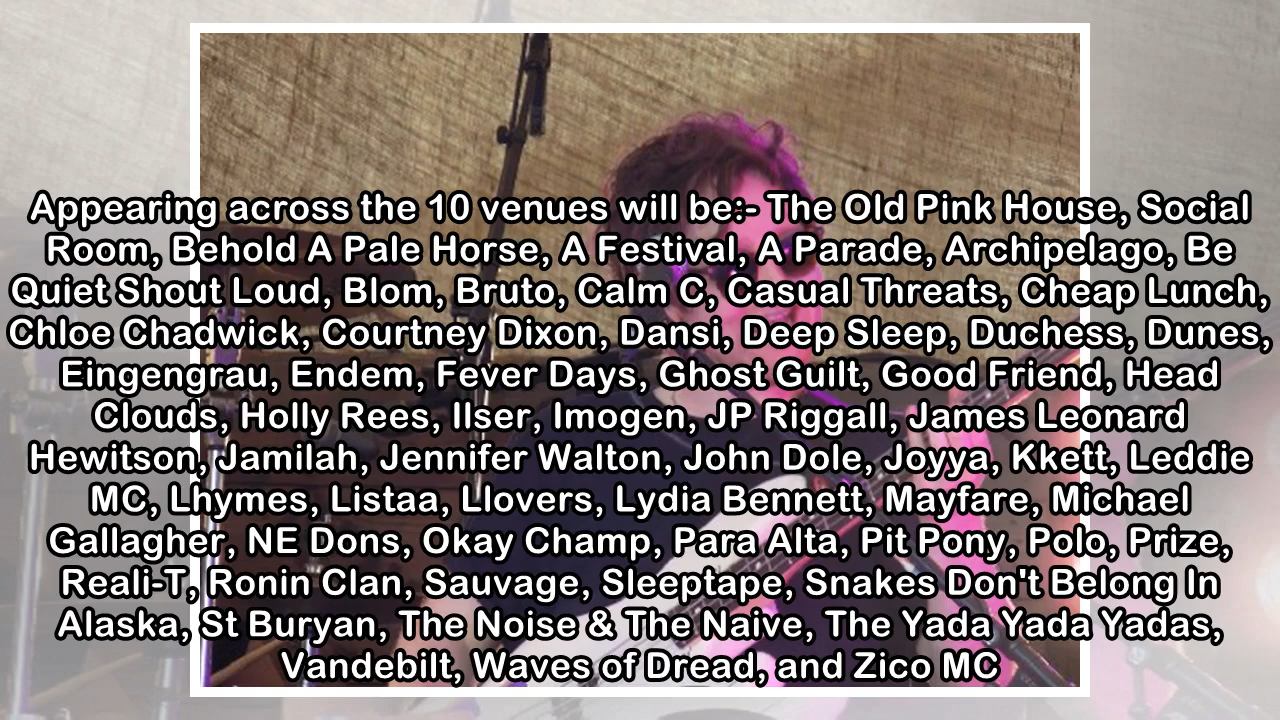 Appearing across the 10 venues will be:- The Old Pink House, Social
Room, Behold A Pale Horse, A Festival, A Parade, Archipelago, Be
Quiet Shout Loud, Blom, Bruto, Calm C, Casual Threats, Cheap Lunch,
Chloe Chadwick, Courtney Dixon, Dansi, Deep Sleep, Duchess, Dunes,
Eingengrau, Endem, Fever Days, Ghost Guilt, Good Friend, Head
Clouds, Holly Rees, Ilser, Imogen, JP Riggall, James Leonard
Hewitson, Jamilah, Jennifer Walton, John Dole, Joyya, Kkett, Leddie
MC, Lhymes, Listaa, Llovers, Lydia Bennett, Mayfare, Michael
Gallagher, NE Dons, Okay Champ, Para Alta, Pit Pony, Polo, Prize,
Reali-T, Ronin Clan, Sauvage, Sleeptape, Snakes Don't Belong In
Alaska, St Buryan, The Noise & The Naive, The Yada Yada Yadas,
Vandebilt, Waves of Dread, and Zico MC